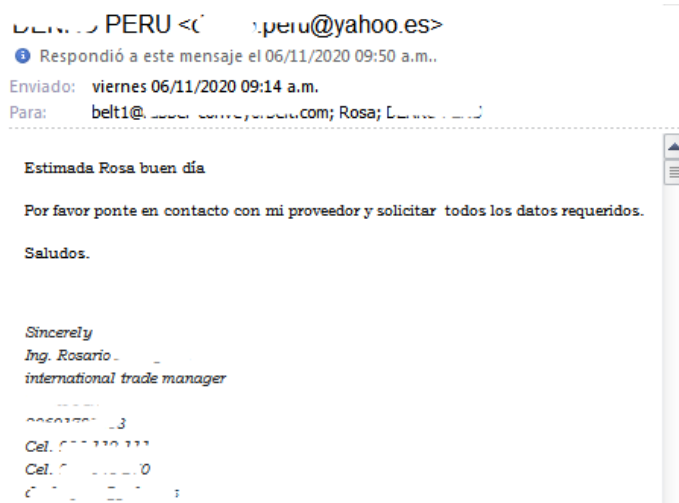 PERU < .peru@yahoo.es>
Respondió a este mensaje el 06/11/2020 09:50 a.m..
Enviado: viernes 06/11/2020 09:14 a.m.
Para: belt1@ .com; Rosa;
Estimada Rosa buen día
Por favor ponte en contacto con mi proveedor y solicitar todos los datos requeridos.
Saludos.
Sincerely
Ing. Rosario
international trade manager
Cel.
Cel.